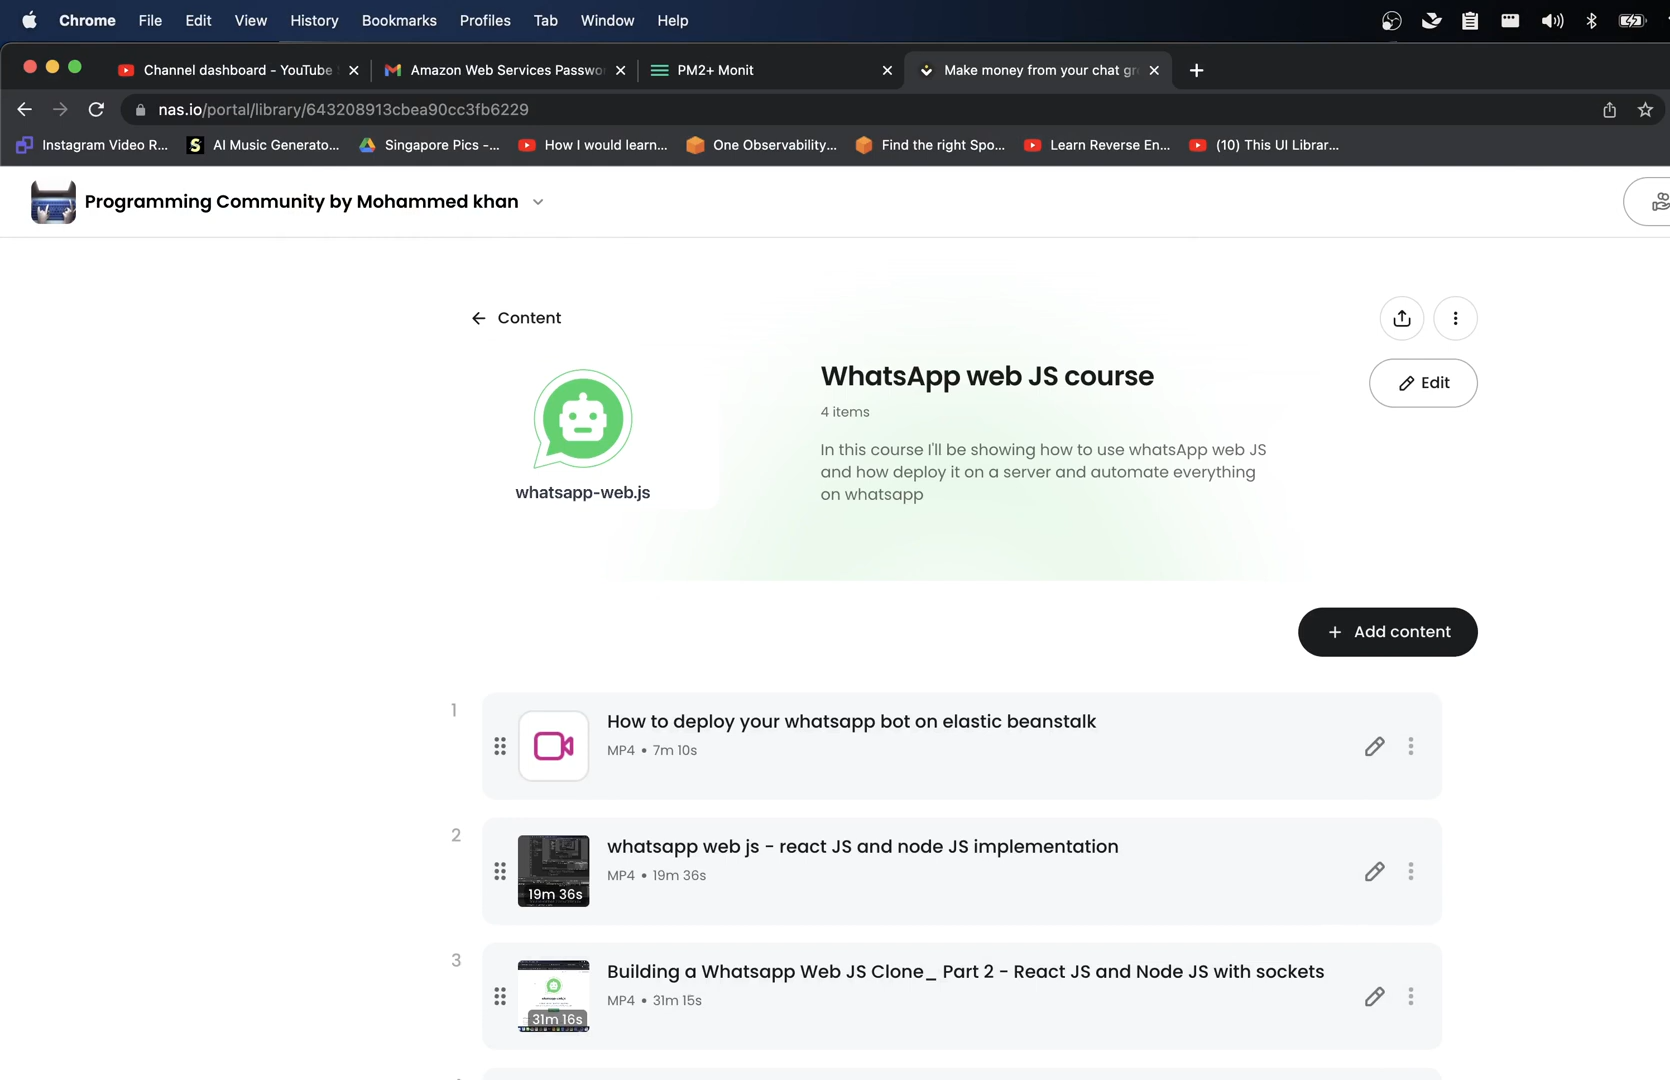 Chrome File Edit View History Bookmarks Profiles Tab Window Help
Channel dashboard - YouTube
Amazon Web Services Passwo
PM2+ Monit
Make money from your chat gr
nas.io/portal/library/643208913cbea90cc3fb6229
Instagram Video R...
AI Music Generato...
Singapore Pics -...
How I would learn...
One Observability...
Find the right Spo...
Learn Reverse En...
(10) This UI Librar...
Programming Community by Mohammed khan
Content
whatsapp-web.js
WhatsApp web JS course
4 items
In this course I'll be showing how to use whatsApp web JS
and how deploy it on a server and automate everything
on whatsapp
Edit
+ Add content
1
How to deploy your whatsapp bot on elastic beanstalk
MP4 • 7m 10s
2
19m 36s
whatsapp web js - react JS and node JS implementation
MP4 • 19m 36s
3
31m 16s
Building a Whatsapp Web JS Clone_ Part 2 - React JS and Node JS with sockets
MP4 • 31m 15s